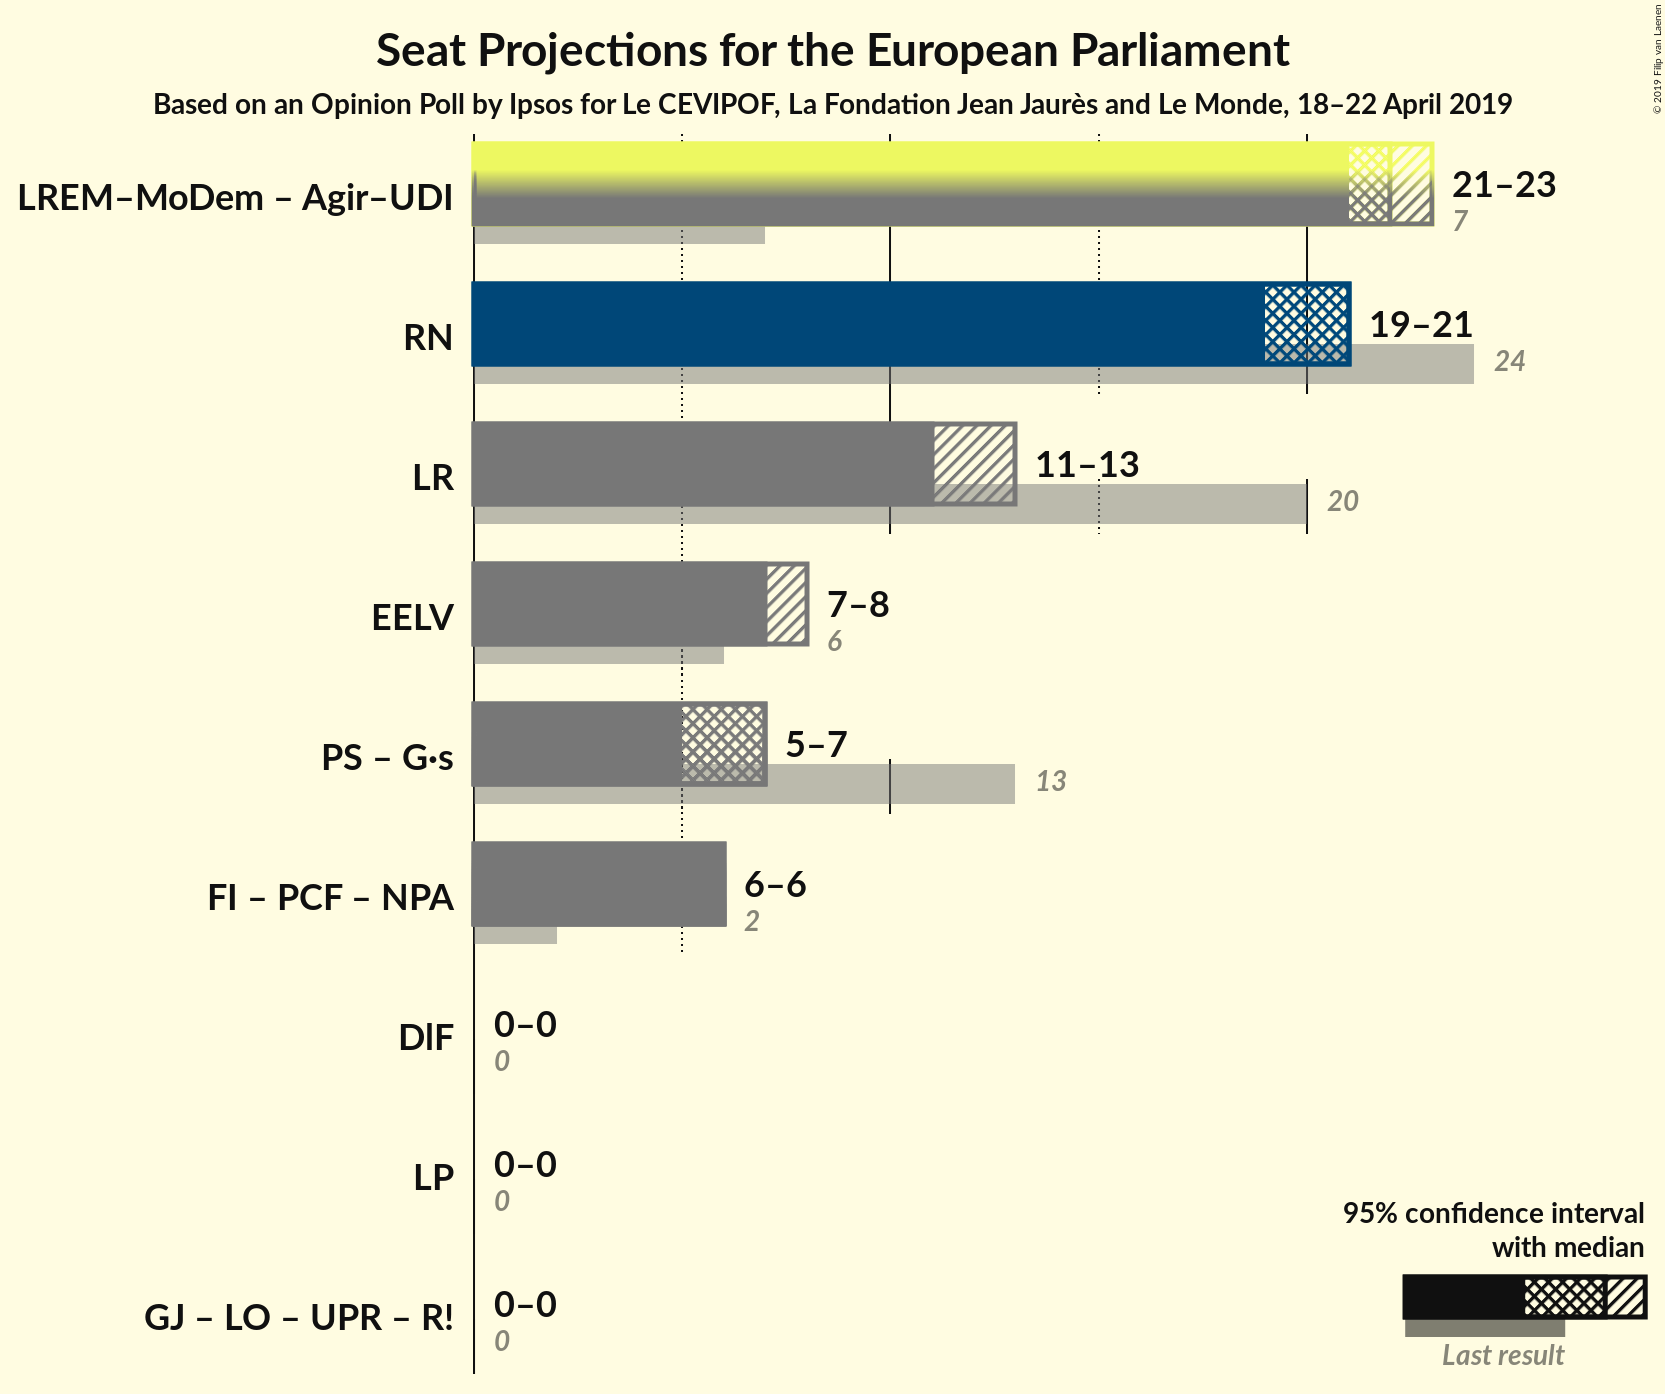 Seat Projections for the European Parliament
Based on an Opinion Poll by Ipsos for Le CEVIPOF, La Fondation Jean Jaurès and Le Monde, 18–22 April 2019
© 2019 Filip van Laenen
LREM–MoDem – Agir–UDI
21–23
7
RN
19–21
24
LR
11–13
20
EELV
7–8
6
PS – G·s
5–7
13
FI – PCF – NPA
6–6
2
DlF
0–0
0
LP
0–0
0
GJ – LO – UPR – R!
0–0
0
95% confidence interval
with median
Last result